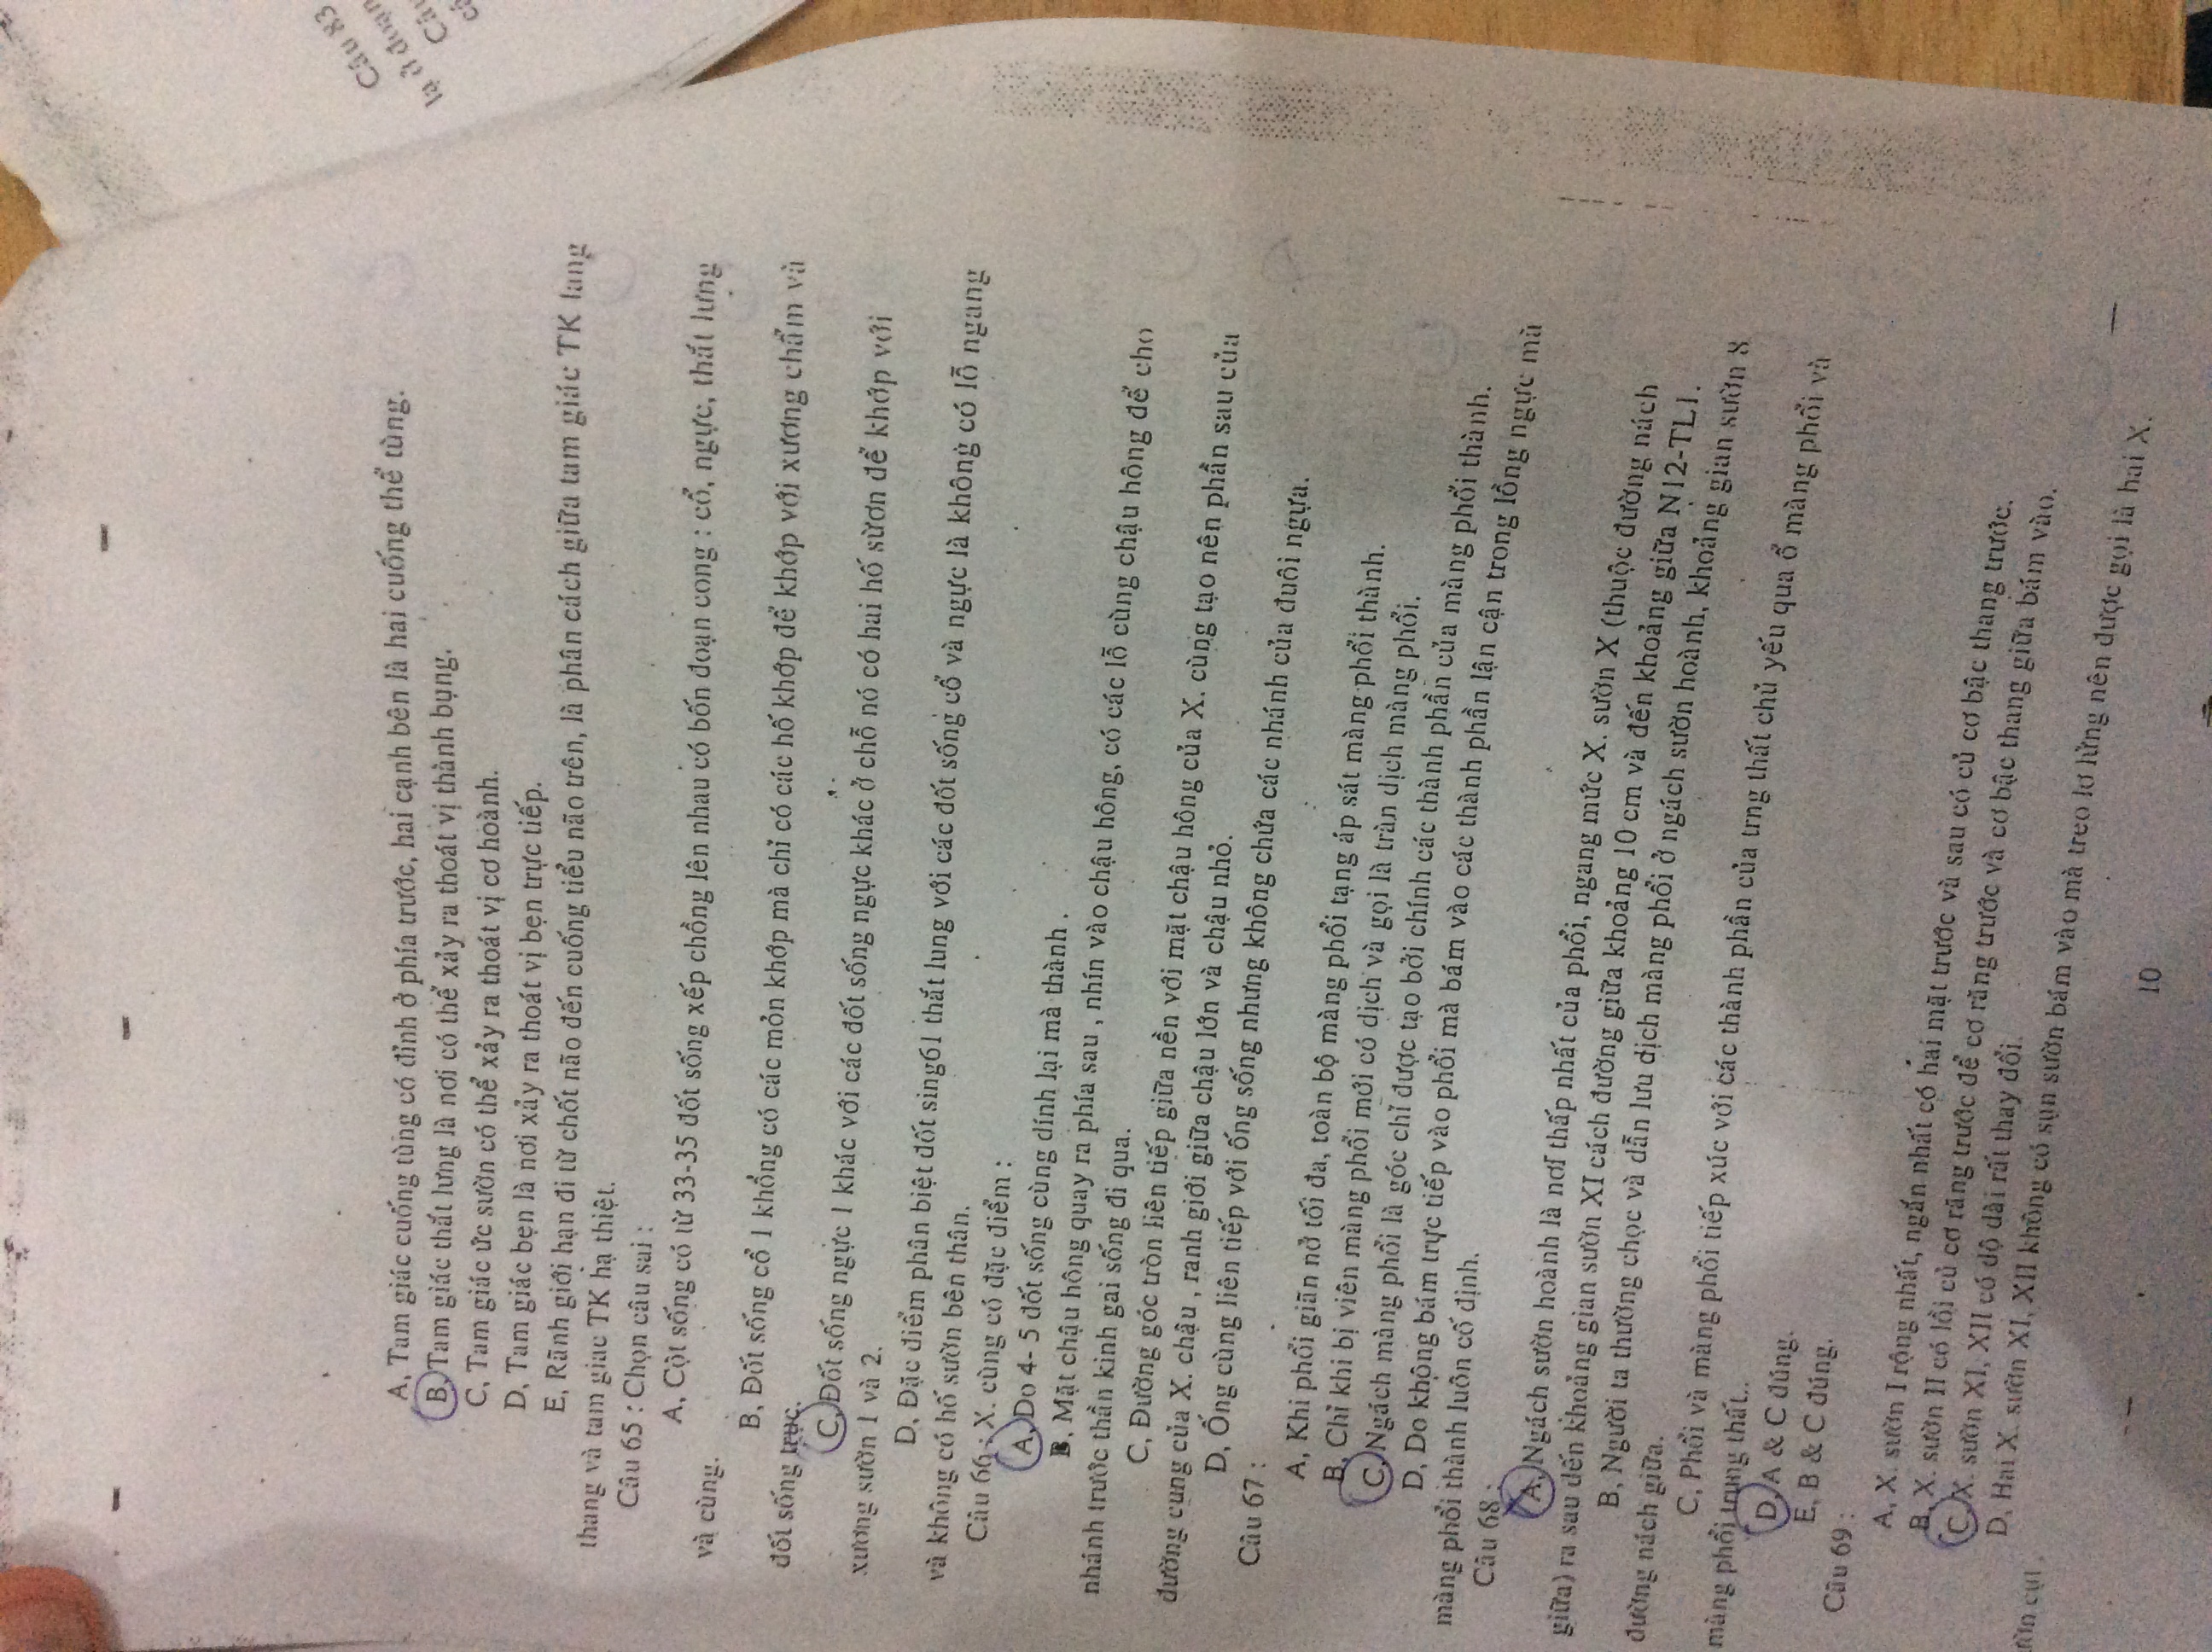 A, Tam giác cuống tùng có đỉnh ở phía trước, hai cạnh bên là hai cuống thể tùng.
B, Tam giác thắt lưng là nơi có thể xảy ra thoát vị thành bụng.
C, Tam giác ức sườn có thể xảy ra thoát vị cơ hoành.
D, Tam giác bẹn là nơi xảy ra thoát vị bẹn trực tiếp.
E, Rãnh giới hạn đi từ chốt não đến cuống tiểu não trên, là phân cách giữa tam giác TK lang
thang và tam giac TK hạ thiệt.
Câu 65 : Chọn câu sai :
A, Cột sống có từ 33-35 đốt sống xếp chồng lên nhau có bốn đoạn cong : cổ, ngực, thắt lưng
và cùng.
B, Đốt sống cổ 1 không có các mỏn khớp mà chỉ có các hố khớp để khớp với xương chẩm và
đốt sống trục.
C, Đốt sống ngực 1 khác với các đốt sống ngực khác ở chỗ nó có hai hố sừơn để khớp với
xương sườn 1 và 2.
D, Đặc điểm phân biệt đốt sing61 thắt lung với các đốt sống cổ và ngực là không có lỗ ngang
và không có hố sườn bên thân.
Câu 66 : X. cùng có đặc điểm :
A, Do 4- 5 đốt sống cùng dính lại mà thành .
B, Mặt chậu hông quay ra phía sau , nhín vào chậu hông, có các lỗ cùng chậu hông để cho
nhánh trước thần kinh gai sống đi qua.
C, Đường góc tròn liên tiếp giữa nền với mặt chậu hông của X. cùng tạo nên phần sau của
đường cung của X. chậu , ranh giới giữa chậu lớn và chậu nhỏ.
D, Ống cùng liên tiếp với ống sống nhưng không chứa các nhánh của đuôi ngựa.
Câu 67 :
A, Khi phổi giãn nở tối đa, toàn bộ màng phổi tạng áp sát màng phổi thành.
B, Chỉ khi bị viên màng phổi mới có dịch và gọi là tràn dịch màng phổi.
C, Ngách màng phổi là góc chỉ được tạo bởi chính các thành phần của màng phổi thành.
D, Do không bám trực tiếp vào phổi mà bám vào các thành phần lận cận trong lồng ngực mà
màng phổi thành luôn cố định.
Câu 68 :
A, Ngách sườn hoành là nơi thấp nhất của phổi, ngang mức X. sườn X (thuộc đường nách
giữa) ra sau đến khoảng gian sườn XI cách đường giữa khoảng 10 cm và đến khoảng giữa N12-TL1.
B, Người ta thường chọc và dẫn lưu dịch màng phổi ở ngách sườn hoành, khoảng gian sườn 8
đường nách giữa.
C, Phổi và màng phổi tiếp xúc với các thành phần của trng thất chủ yếu qua ổ màng phổi và
màng phổi trung thất..
D, A & C đúng.
E, B & C đúng.
Câu 69 :
A, X. sườn I rộng nhất, ngắn nhất có hai mặt trước và sau có củ cơ bậc thang trước.
B, X. sườn II có lồi củ cơ răng trước để cơ răng trước và cơ bậc thang giữa bám vào.
C, X. sườn XI, XII có độ dài rất thay đổi.
D, Hai X. sườn XI, XII không có sụn sườn bám vào mà treo lơ lửng nên được gọi là hai X.
cụt .
10
Câu 83
lạ ở đoạn